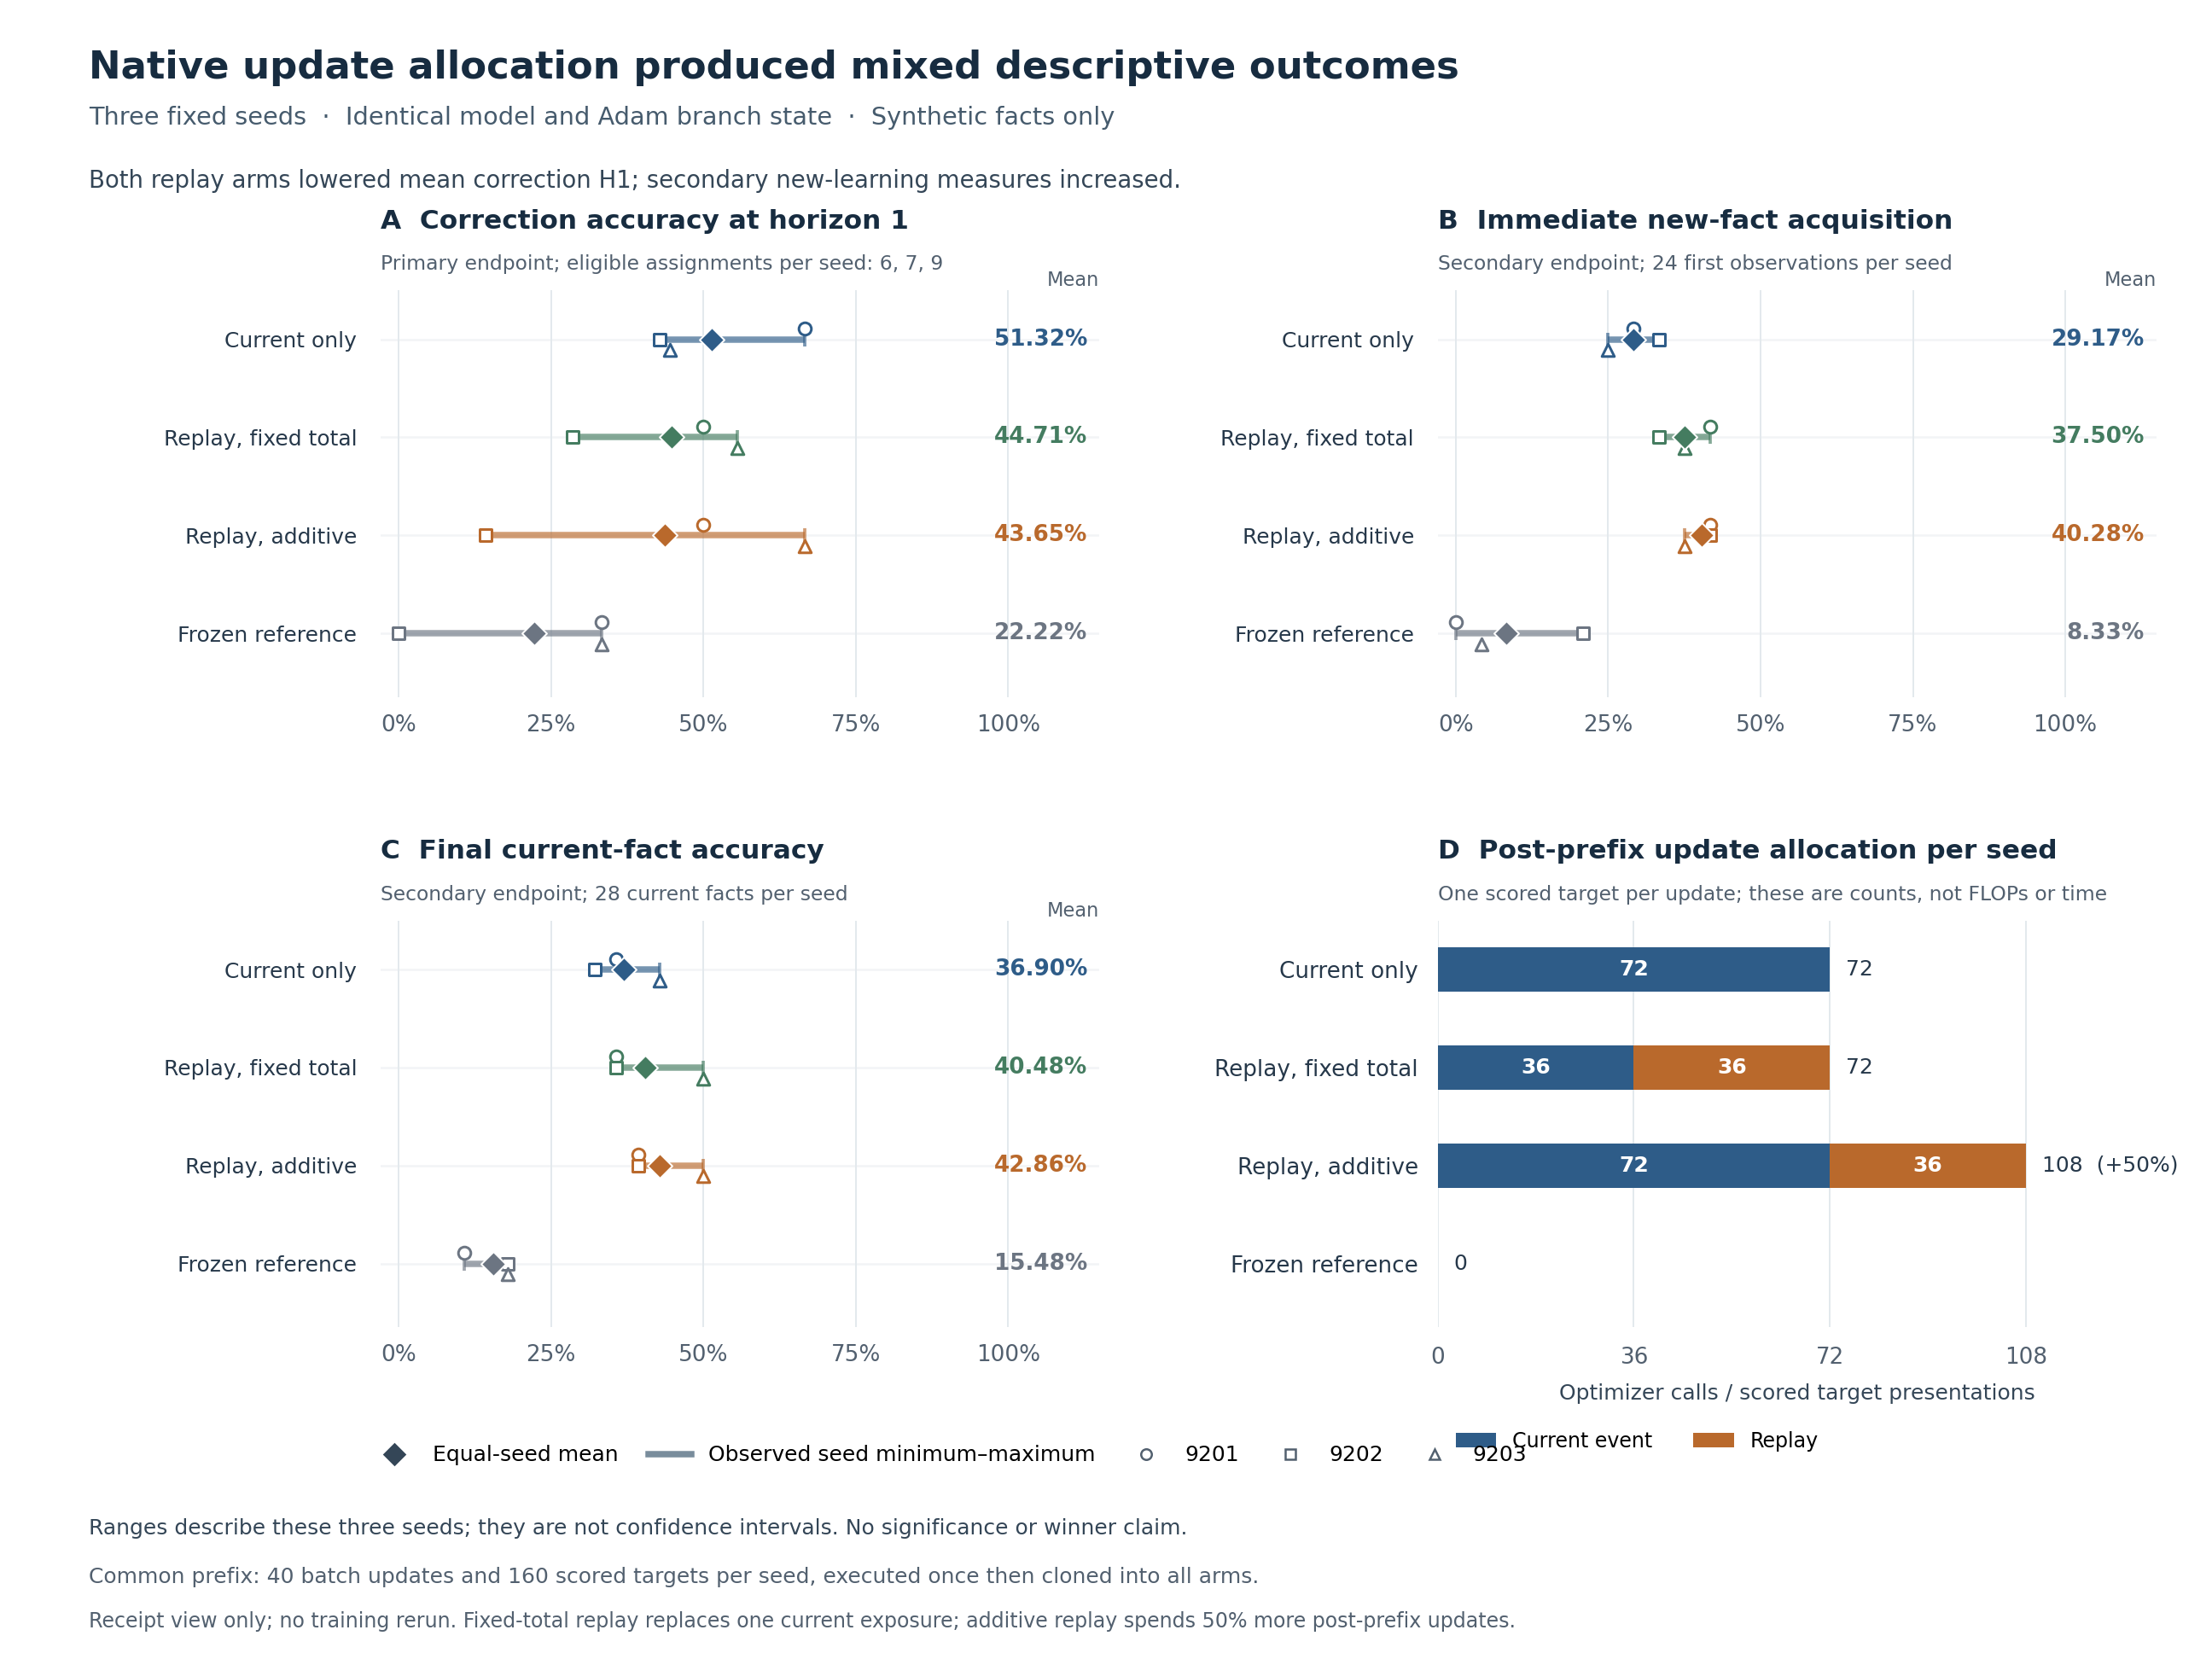 Native update allocation produced mixed descriptive outcomes
Three fixed seeds · Identical model and Adam branch state · Synthetic facts only
Both replay arms lowered mean correction H1; secondary new-learning measures increased.
A Correction accuracy at horizon 1
Primary endpoint; eligible assignments per seed: 6, 7, 9
Mean
Current only 51.32%
Replay, fixed total 44.71%
Replay, additive 43.65%
Frozen reference 22.22%
0% 25% 50% 75% 100%
B Immediate new-fact acquisition
Secondary endpoint; 24 first observations per seed
Mean
Current only 29.17%
Replay, fixed total 37.50%
Replay, additive 40.28%
Frozen reference 8.33%
0% 25% 50% 75% 100%
C Final current-fact accuracy
Secondary endpoint; 28 current facts per seed
Mean
Current only 36.90%
Replay, fixed total 40.48%
Replay, additive 42.86%
Frozen reference 15.48%
0% 25% 50% 75% 100%
D Post-prefix update allocation per seed
One scored target per update; these are counts, not FLOPs or time
Current only 72 72
Replay, fixed total 36 36 72
Replay, additive 72 36 108 (+50%)
Frozen reference 0
0 36 72 108
Optimizer calls / scored target presentations
Current event Replay
Equal-seed mean Observed seed minimum–maximum 9201 9202 9203
Ranges describe these three seeds; they are not confidence intervals. No significance or winner claim.
Common prefix: 40 batch updates and 160 scored targets per seed, executed once then cloned into all arms.
Receipt view only; no training rerun. Fixed-total replay replaces one current exposure; additive replay spends 50% more post-prefix updates.